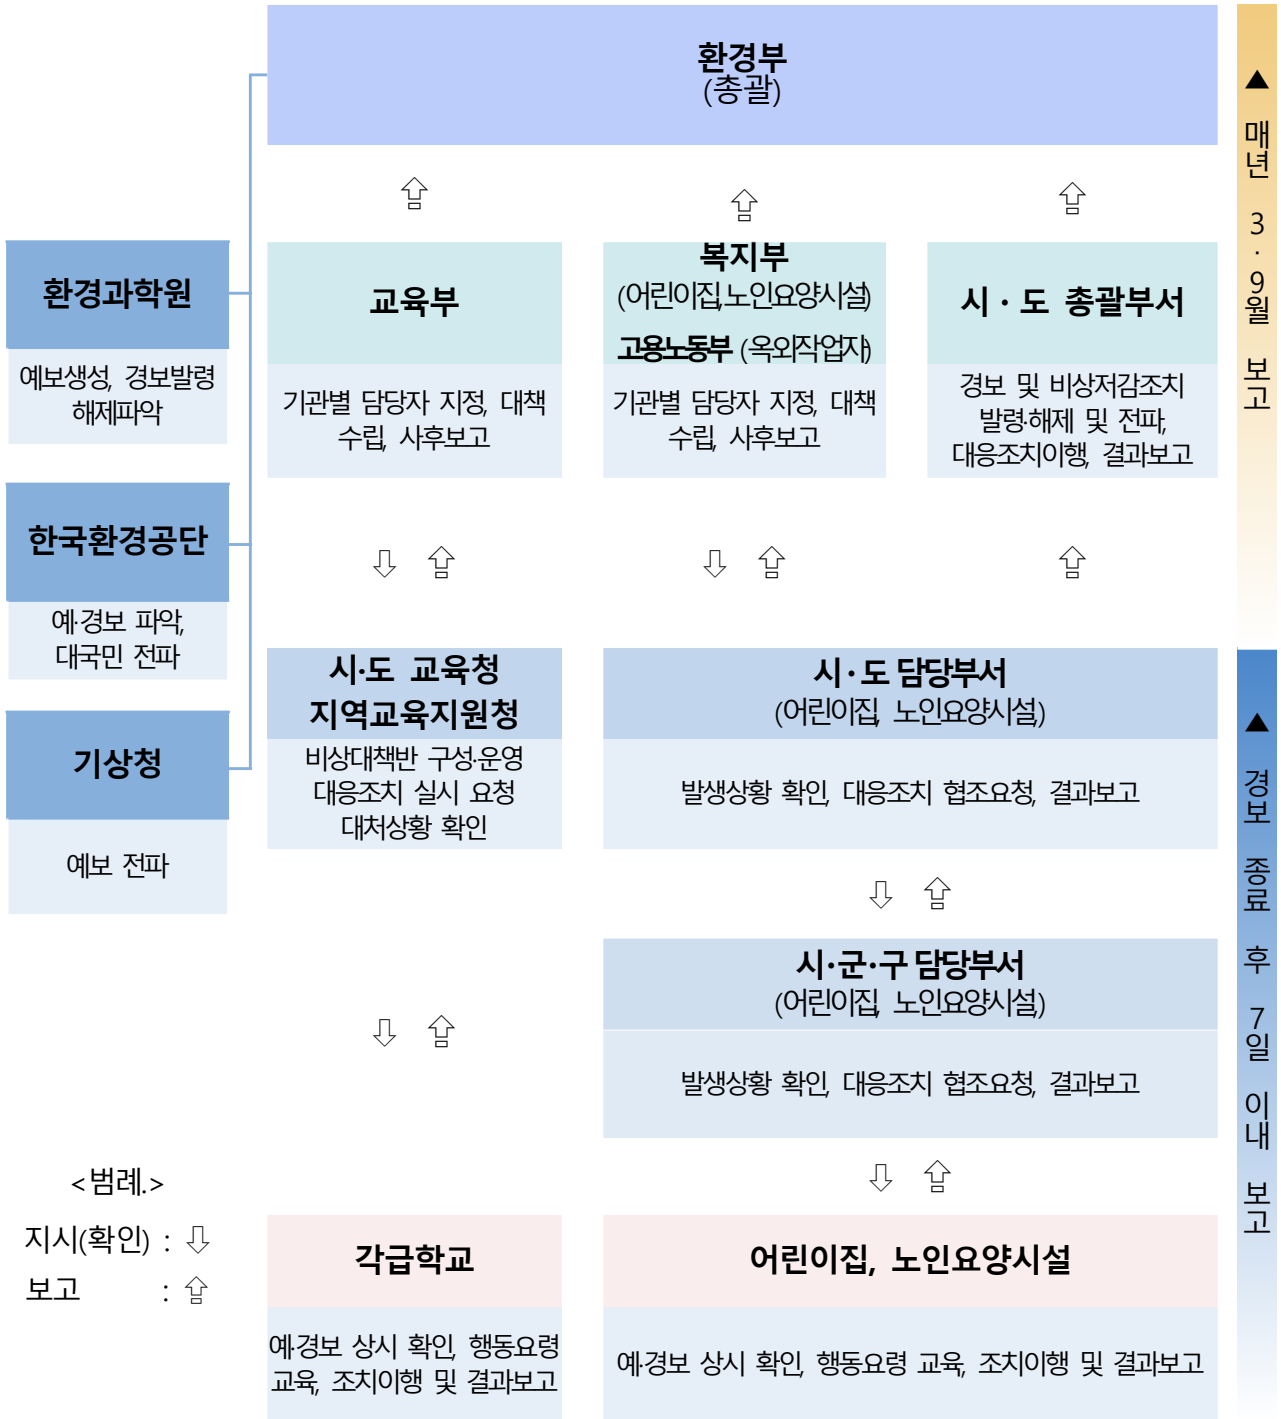 환경부
(총괄)
환경과학원
예보생성, 경보발령
해제파악
한국환경공단
예·경보 파악,
대국민 전파
기상청
예보 전파
교육부
기관별 담당자 지정, 대책
수립, 사후보고
복지부
(어린이집,노인요양시설)
고용노동부 (옥외작업자)
기관별 담당자 지정, 대책
수립, 사후보고
시·도 총괄부서
경보 및 비상저감조치
발령·해제 및 전파,
대응조치이행, 결과보고
시·도 교육청
지역교육지원청
비상대책반 구성·운영
대응조치 실시 요청
대처상황 확인
시·도 담당부서
(어린이집, 노인요양시설)
발생상황 확인, 대응조치 협조요청, 결과보고
시·군·구 담당부서
(어린이집, 노인요양시설)
발생상황 확인, 대응조치 협조요청, 결과보고
각급학교
예·경보 상시 확인, 행동요령
교육, 조치이행 및 결과보고
어린이집, 노인요양시설
예·경보 상시 확인, 행동요령 교육, 조치이행 및 결과보고
<범례.>
지시(확인) : ⇩
보고 : ⇫
▲ 매년 3·9월 보고
▲ 경보 종료 후 7일 이내 보고